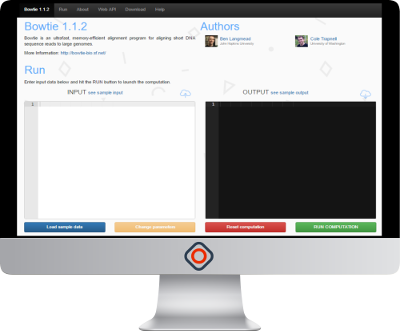 Bowtie 1.1.2 Run About Web API Download Help
Bowtie 1.1.2
Bowtie is an ultrafast, memory-efficient alignment program for aligning short DNA
sequence reads to large genomes.
More Information: http://bowtie-bio.sf.net/
Authors
Ben Langmead
Johns Hopkins University
Cole Trapnell
University of Washington
Run
Enter input data below and hit the RUN button to launch the computation.
INPUT see sample input
OUTPUT see sample output
1
1
Load sample data
Change parameters
Reset computation
RUN COMPUTATION